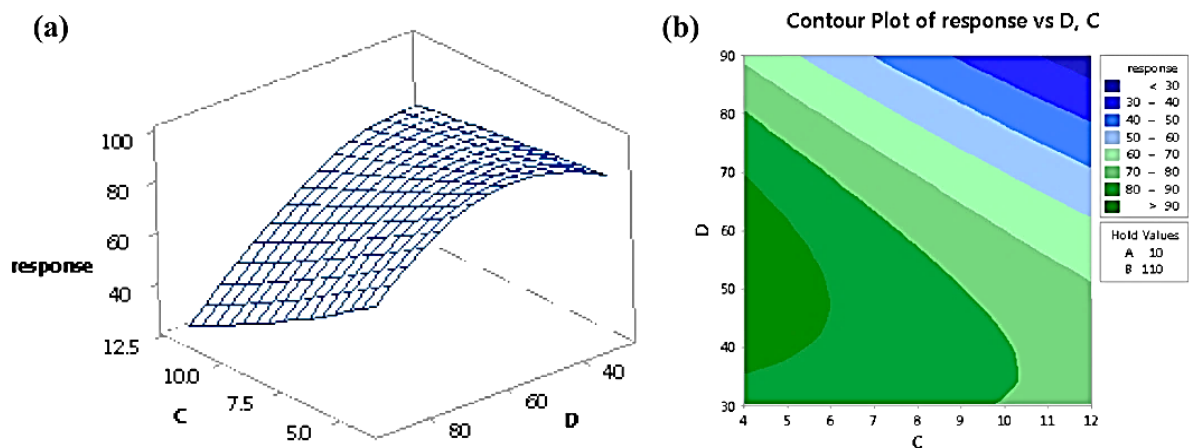 (a)
100
80
60
response
40
12.5
10.0
C
7.5
5.0
80
60
D
40
(b)
Contour Plot of response vs D, C
90
80
70
D
60
50
40
30
4 5 6 7 8 9 10 11 12
C
response
< 30
30 – 40
40 – 50
50 – 60
60 – 70
70 – 80
80 – 90
> 90
Hold Values
A 10
B 110